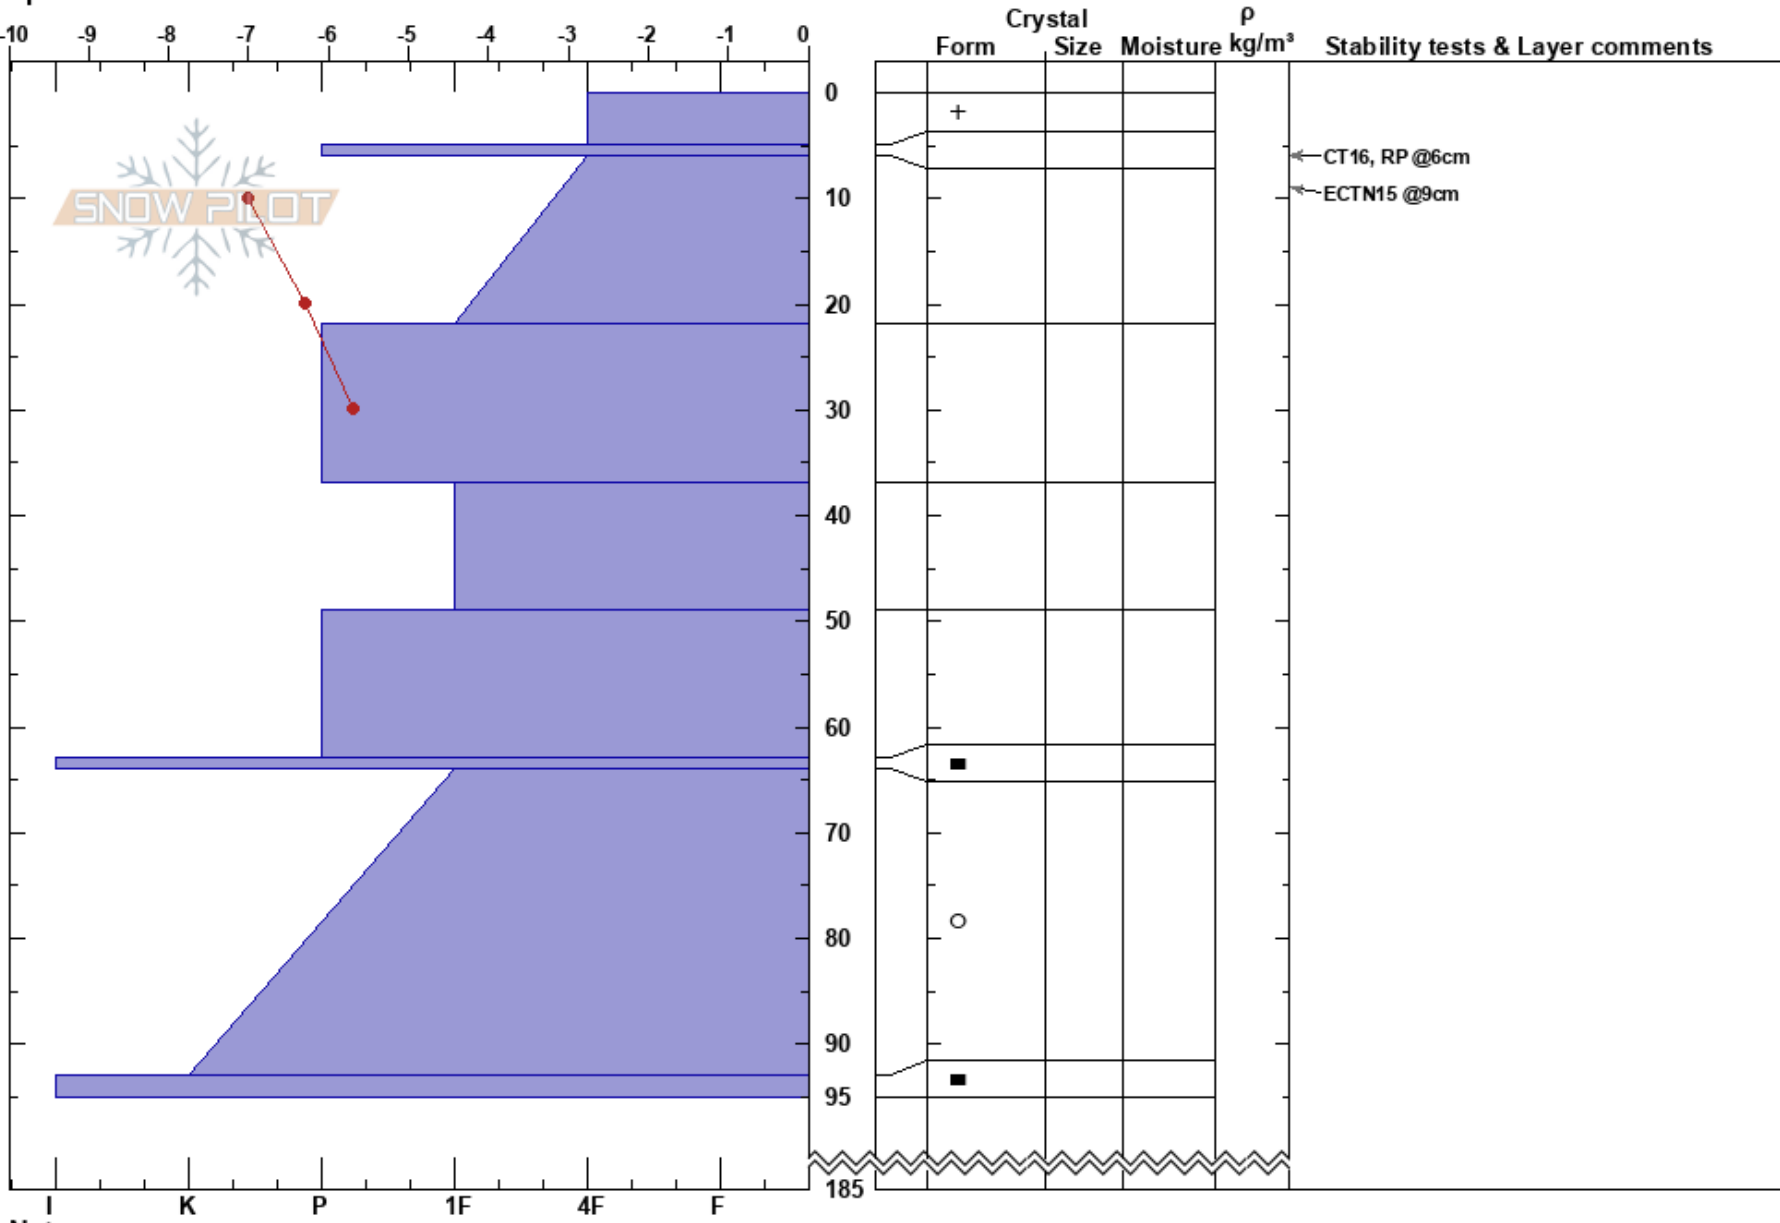 -10 -9 -8 -7 -6 -5 -4 -3 -2 -1 0
Crystal ρ
Form Size Moisture kg/m³ Stability tests & Layer comments
0
CT16, RP @6cm
ECTN15 @9cm
10
SNOW PILOT
20
30
40
50
60
70
80
90
95
185
I K P 1F 4F F